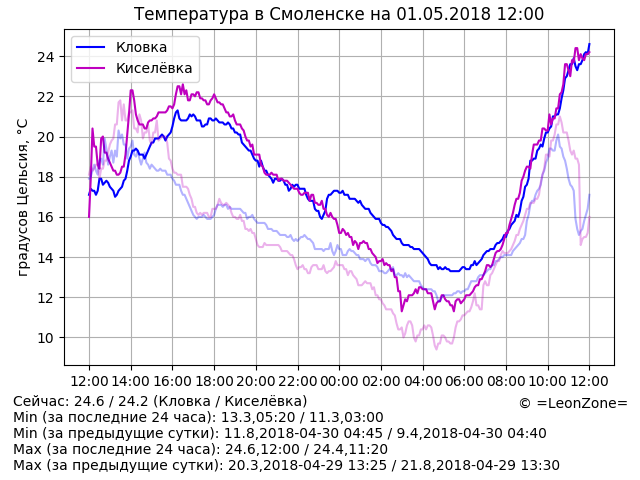 Температура в Смоленске на 01.05.2018 12:00
Кловка
Киселёвка
градусов Цельсия, °C
24
22
20
18
16
14
12
10
12:00 14:00 16:00 18:00 20:00 22:00 00:00 02:00 04:00 06:00 08:00 10:00 12:00
Сейчас: 24.6 / 24.2 (Кловка / Киселёвка)
© =LeonZone=
Min (за последние 24 часа): 13.3,05:20 / 11.3,03:00
Min (за предыдущие сутки): 11.8,2018-04-30 04:45 / 9.4,2018-04-30 04:40
Max (за последние 24 часа): 24.6,12:00 / 24.4,11:20
Max (за предыдущие сутки): 20.3,2018-04-29 13:25 / 21.8,2018-04-29 13:30